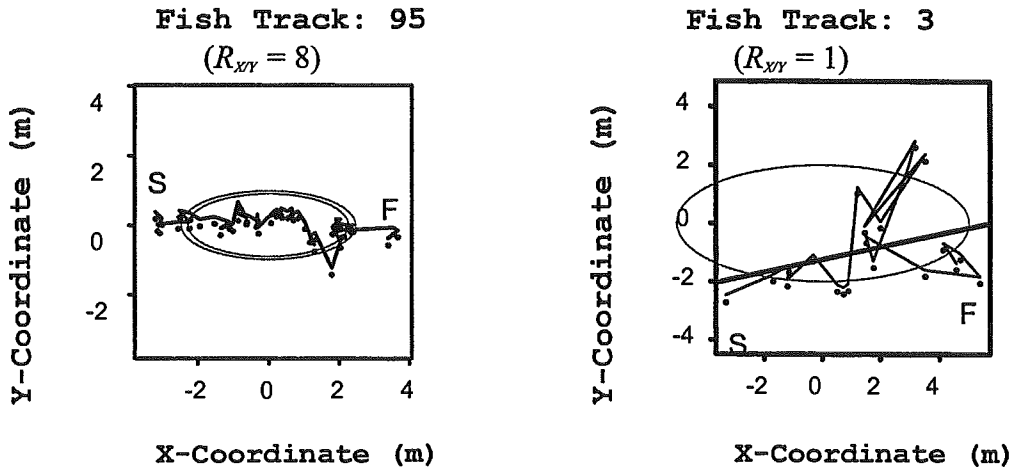 Fish Track: 95
(R_X/Y = 8)
Y-Coordinate (m)
4
2
0
-2
S
F
-2
0
2
4
X-Coordinate (m)
Fish Track: 3
(R_X/Y = 1)
Y-Coordinate (m)
4
2
0
-2
-4
S
F
-2
0
2
4
X-Coordinate (m)